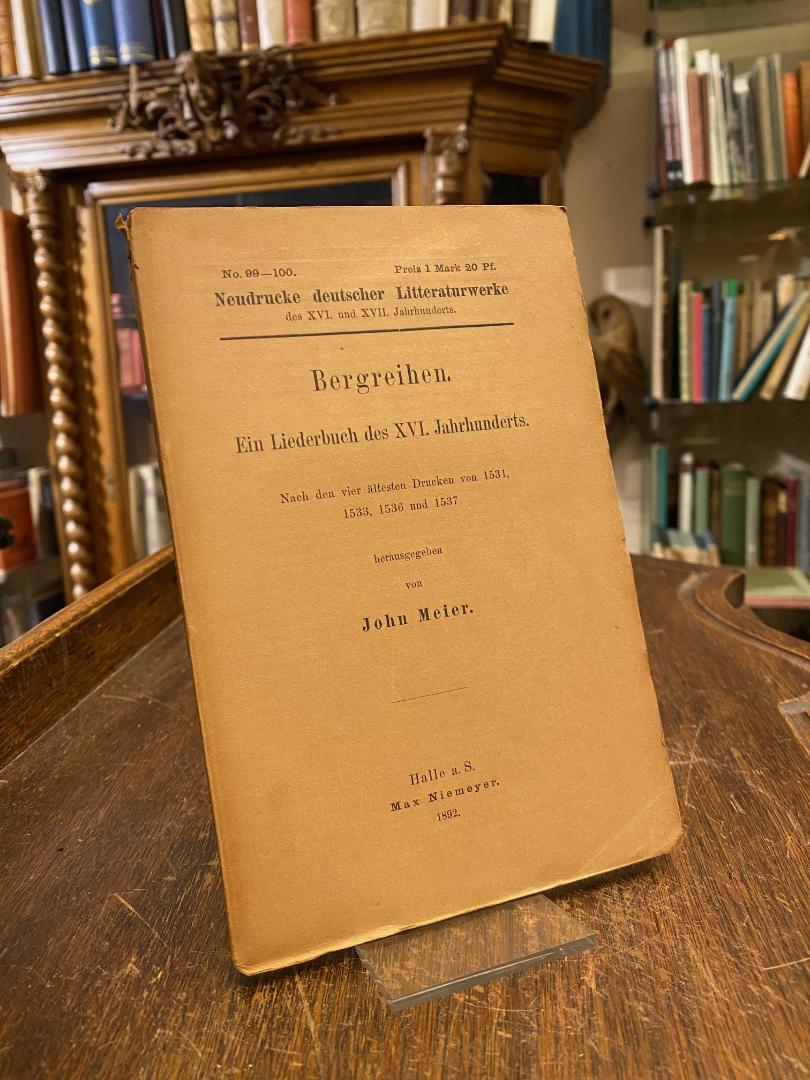 No. 99—100. Preis 1 Mark 20 Pf.
Neudrucke deutscher Litteraturwerke
des XVI. und XVII. Jahrhunderts.
Bergreihen.
Ein Liederbuch des XVI. Jahrhunderts.
Nach den vier ältesten Drucken von 1531,
1533, 1536 und 1537
herausgegeben
von
John Meier.
Halle a. S.
Max Niemeyer.
1892.